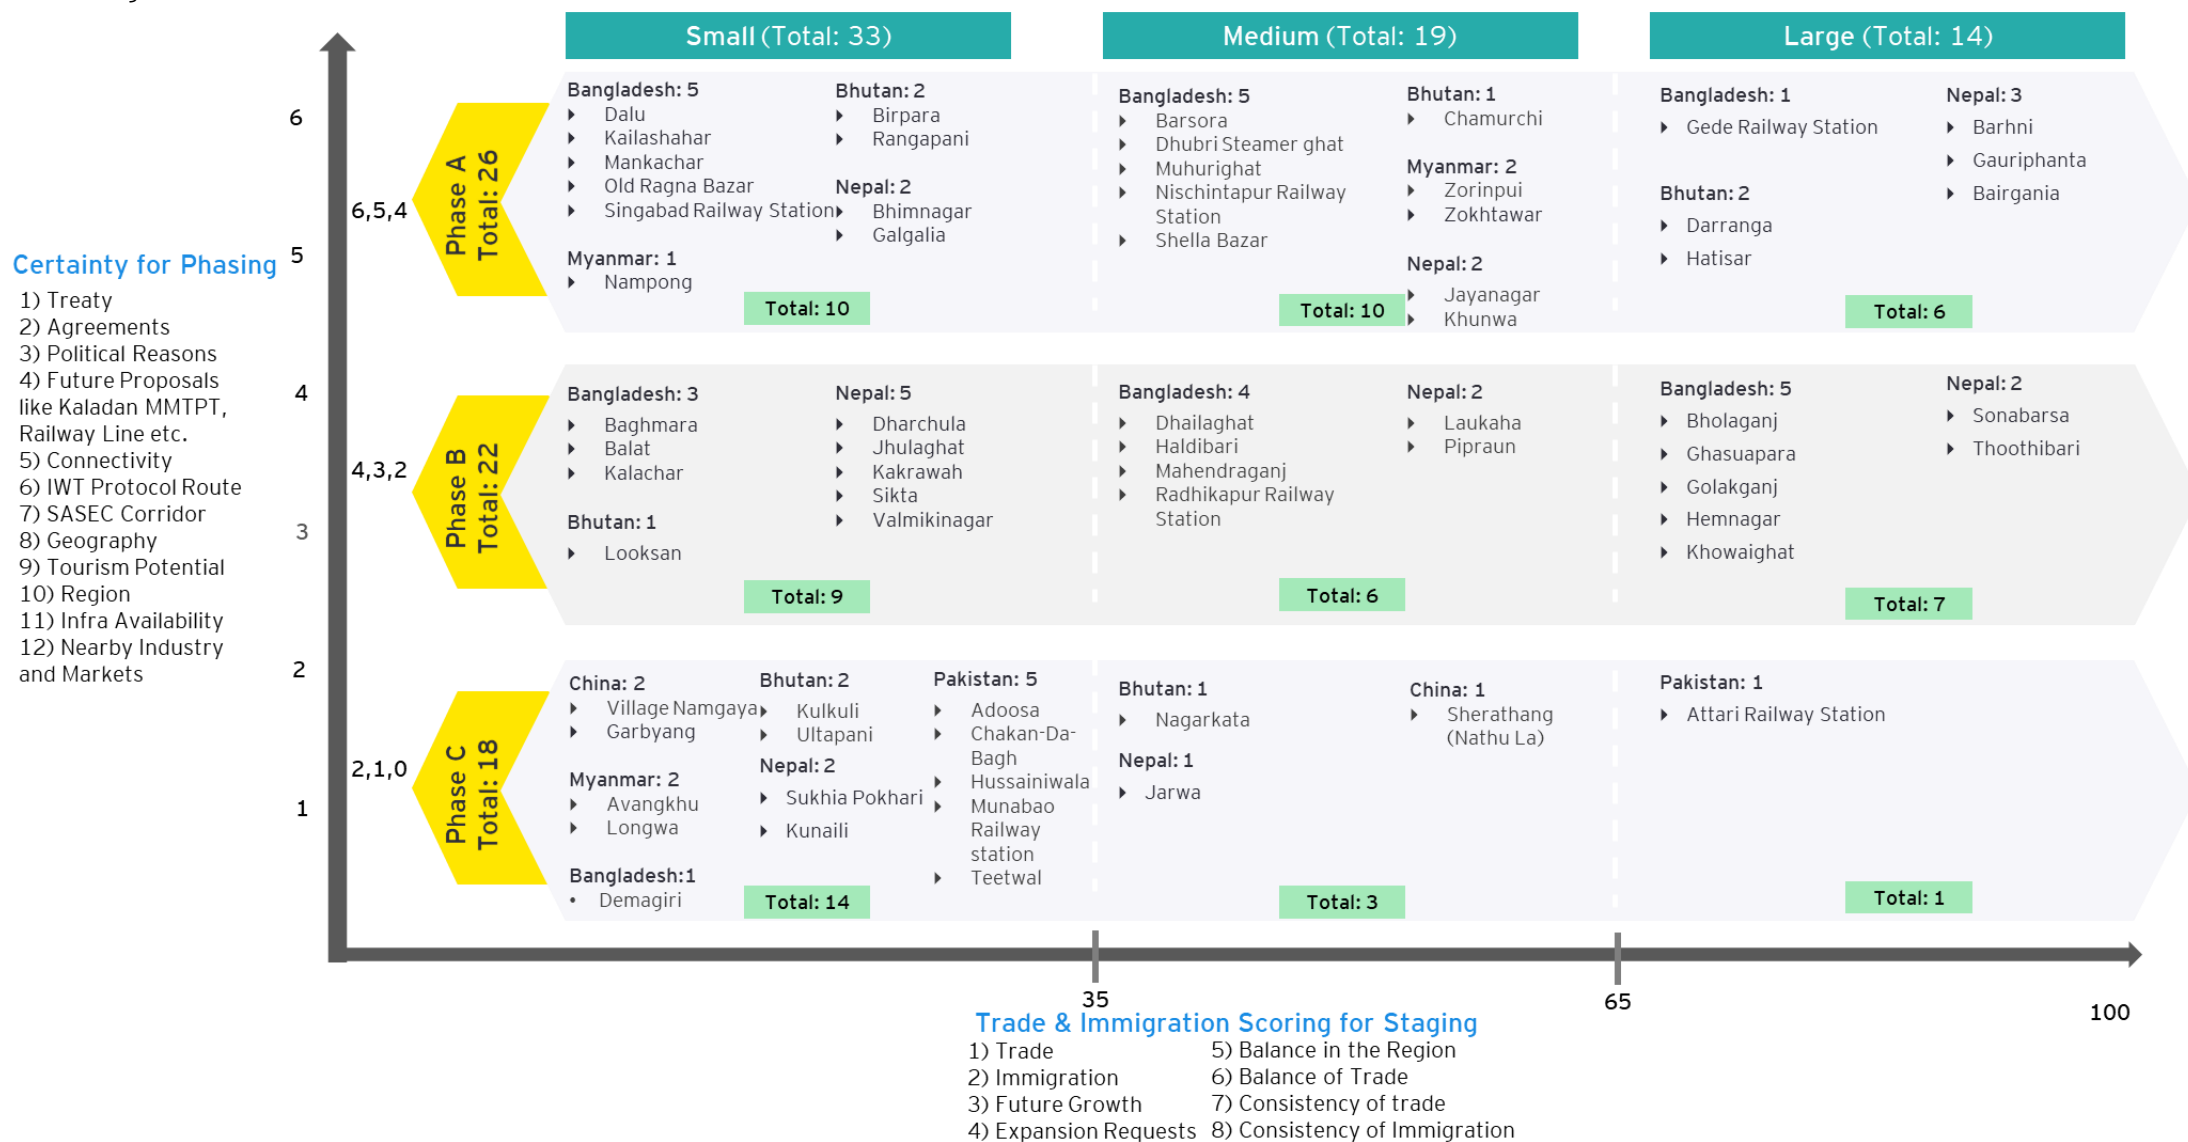 Small (Total: 33)
Medium (Total: 19)
Large (Total: 14)
6
5
4
3
2
1
6,5,4
4,3,2
2,1,0
Certainty for Phasing
1) Treaty
2) Agreements
3) Political Reasons
4) Future Proposals
like Kaladan MMTPT,
Railway Line etc.
5) Connectivity
6) IWT Protocol Route
7) SASEC Corridor
8) Geography
9) Tourism Potential
10) Region
11) Infra Availability
12) Nearby Industry
and Markets
Phase A
Total: 26
Bangladesh: 5
Dalu
Kailashahar
Mankachar
Old Ragna Bazar
Singabad Railway Station
Myanmar: 1
Nampong
Bhutan: 2
Birpara
Rangapani
Nepal: 2
Bhimnagar
Galgalia
Total: 10
Bangladesh: 5
Barsora
Dhubri Steamer ghat
Muhurighat
Nischintapur Railway
Station
Shella Bazar
Bhutan: 1
Chamurchi
Myanmar: 2
Zorinpui
Zokhtawar
Nepal: 2
Jayanagar
Khunwa
Total: 10
Bangladesh: 1
Gede Railway Station
Bhutan: 2
Darranga
Hatisar
Nepal: 3
Barhni
Gauriphanta
Bairgania
Total: 6
Phase B
Total: 22
Bangladesh: 3
Baghmara
Balat
Kalachar
Bhutan: 1
Looksan
Nepal: 5
Dharchula
Jhulaghat
Kakrawah
Sikta
Valmikinagar
Total: 9
Bangladesh: 4
Dhailaghat
Haldibari
Mahendraganj
Radhikapur Railway
Station
Nepal: 2
Laukaha
Pipraun
Total: 6
Bangladesh: 5
Bholaganj
Ghasuapara
Golakganj
Hemnagar
Khowaighat
Nepal: 2
Sonabarsa
Thoothibari
Total: 7
Phase C
Total: 18
China: 2
Village Namgaya
Garbyang
Myanmar: 2
Avangkhu
Longwa
Bangladesh:1
• Demagiri
Bhutan: 2
Kulkuli
Ultapani
Nepal: 2
Sukhia Pokhari
Kunaili
Pakistan: 5
Adoosa
Chakan-Da-
Bagh
Hussainiwala
Munabao
Railway
station
Teetwal
Total: 14
Bhutan: 1
Nagarkata
Nepal: 1
Jarwa
China: 1
Sherathang
(Nathu La)
Total: 3
Pakistan: 1
Attari Railway Station
Total: 1
35
65
100
Trade & Immigration Scoring for Staging
1) Trade
2) Immigration
3) Future Growth
4) Expansion Requests
5) Balance in the Region
6) Balance of Trade
7) Consistency of trade
8) Consistency of Immigration